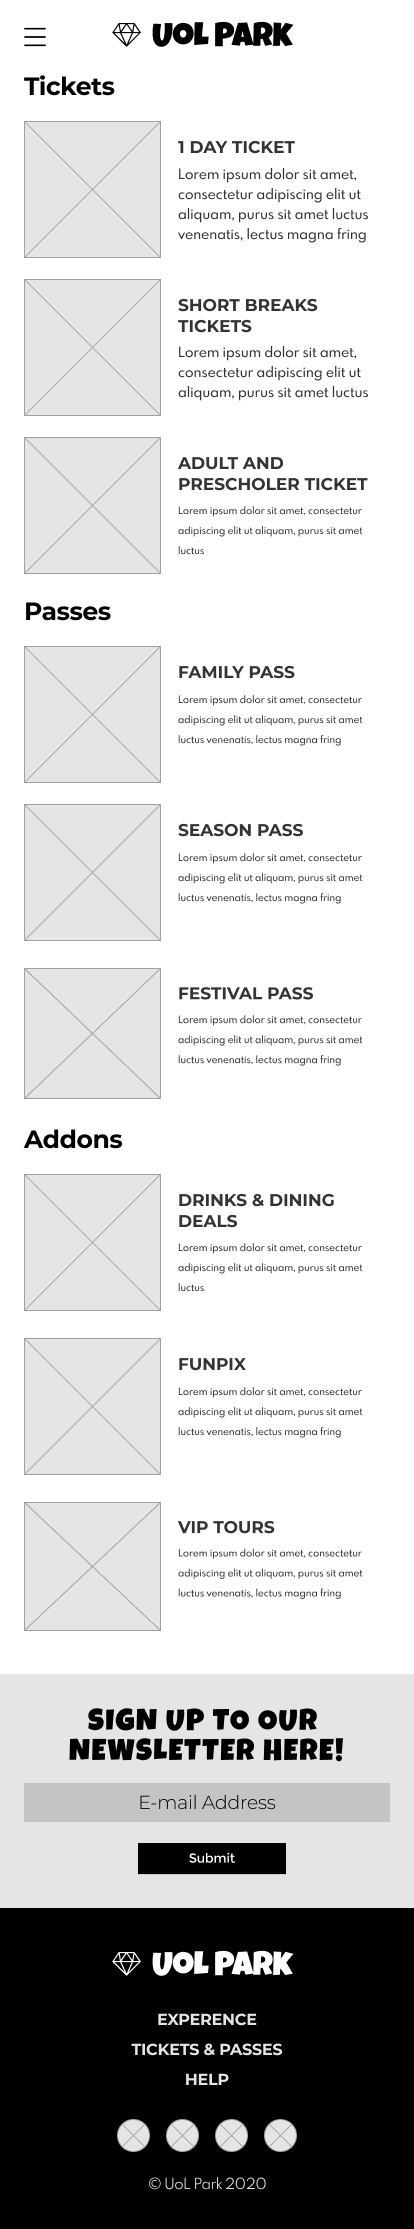 UOL PARK
Tickets
1 DAY TICKET
Lorem ipsum dolor sit amet,
consectetur adipiscing elit ut
aliquam, purus sit amet luctus
venenatis, lectus magna fring
SHORT BREAKS
TICKETS
Lorem ipsum dolor sit amet,
consectetur adipiscing elit ut
aliquam, purus sit amet luctus
ADULT AND
PRESCHOLER TICKET
Lorem ipsum dolor sit amet, consectetur
adipiscing elit ut aliquam, purus sit amet
luctus
Passes
FAMILY PASS
Lorem ipsum dolor sit amet, consectetur
adipiscing elit ut aliquam, purus sit amet
luctus venenatis, lectus magna fring
SEASON PASS
Lorem ipsum dolor sit amet, consectetur
adipiscing elit ut aliquam, purus sit amet
luctus venenatis, lectus magna fring
FESTIVAL PASS
Lorem ipsum dolor sit amet, consectetur
adipiscing elit ut aliquam, purus sit amet
luctus venenatis, lectus magna fring
Addons
DRINKS & DINING
DEALS
Lorem ipsum dolor sit amet, consectetur
adipiscing elit ut aliquam, purus sit amet
luctus
FUNPIX
Lorem ipsum dolor sit amet, consectetur
adipiscing elit ut aliquam, purus sit amet
luctus venenatis, lectus magna fring
VIP TOURS
Lorem ipsum dolor sit amet, consectetur
adipiscing elit ut aliquam, purus sit amet
luctus venenatis, lectus magna fring
SIGN UP TO OUR
NEWSLETTER HERE!
E-mail Address
Submit
UOL PARK
EXPERENCE
TICKETS & PASSES
HELP
© UoL Park 2020